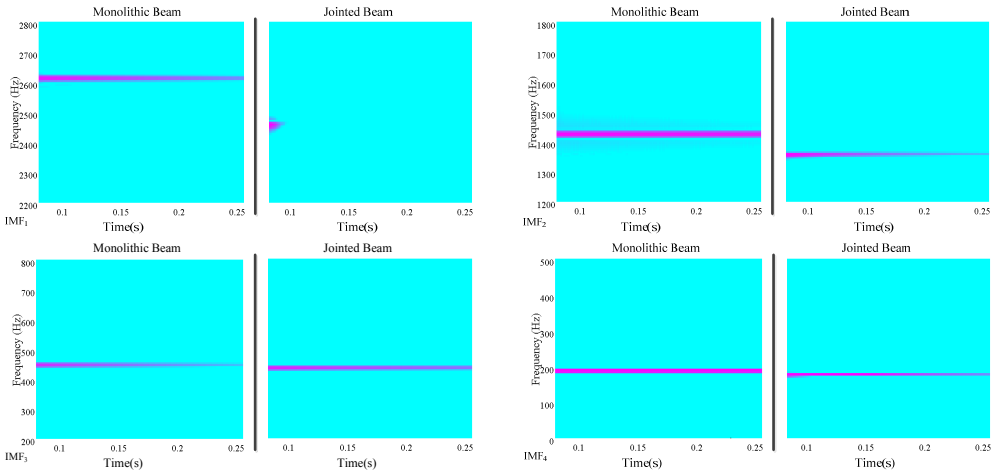 Monolithic Beam
Jointed Beam
Frequency (Hz)
2800
2700
2600
2500
2400
2300
2200
0.1
0.15
0.2
0.25
0.1
0.15
0.2
0.25
IMF1
Time(s)
Time(s)
Monolithic Beam
Jointed Beam
Frequency (Hz)
1800
1700
1600
1500
1400
1300
1200
0.1
0.15
0.2
0.25
0.1
0.15
0.2
0.25
IMF2
Time(s)
Time(s)
Monolithic Beam
Jointed Beam
Frequency (Hz)
800
700
600
500
400
300
200
0.1
0.15
0.2
0.25
0.1
0.15
0.2
0.25
IMF3
Time(s)
Time(s)
Monolithic Beam
Jointed Beam
Frequency (Hz)
500
400
300
200
100
0
0.1
0.15
0.2
0.25
0.1
0.15
0.2
0.25
IMF4
Time(s)
Time(s)